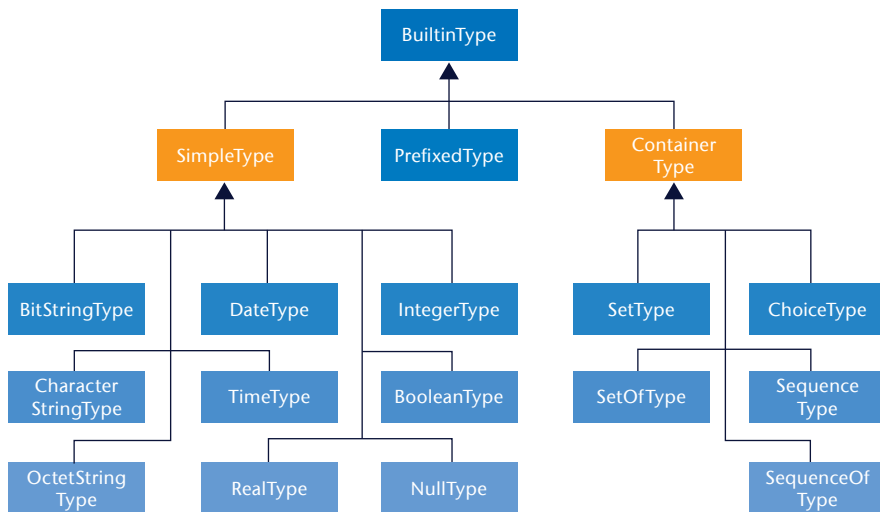 BuiltinType
SimpleType
PrefixedType
Container
Type
BitStringType
DateType
IntegerType
SetType
ChoiceType
Character
StringType
TimeType
BooleanType
SetOfType
Sequence
Type
OctetString
Type
RealType
NullType
SequenceOf
Type